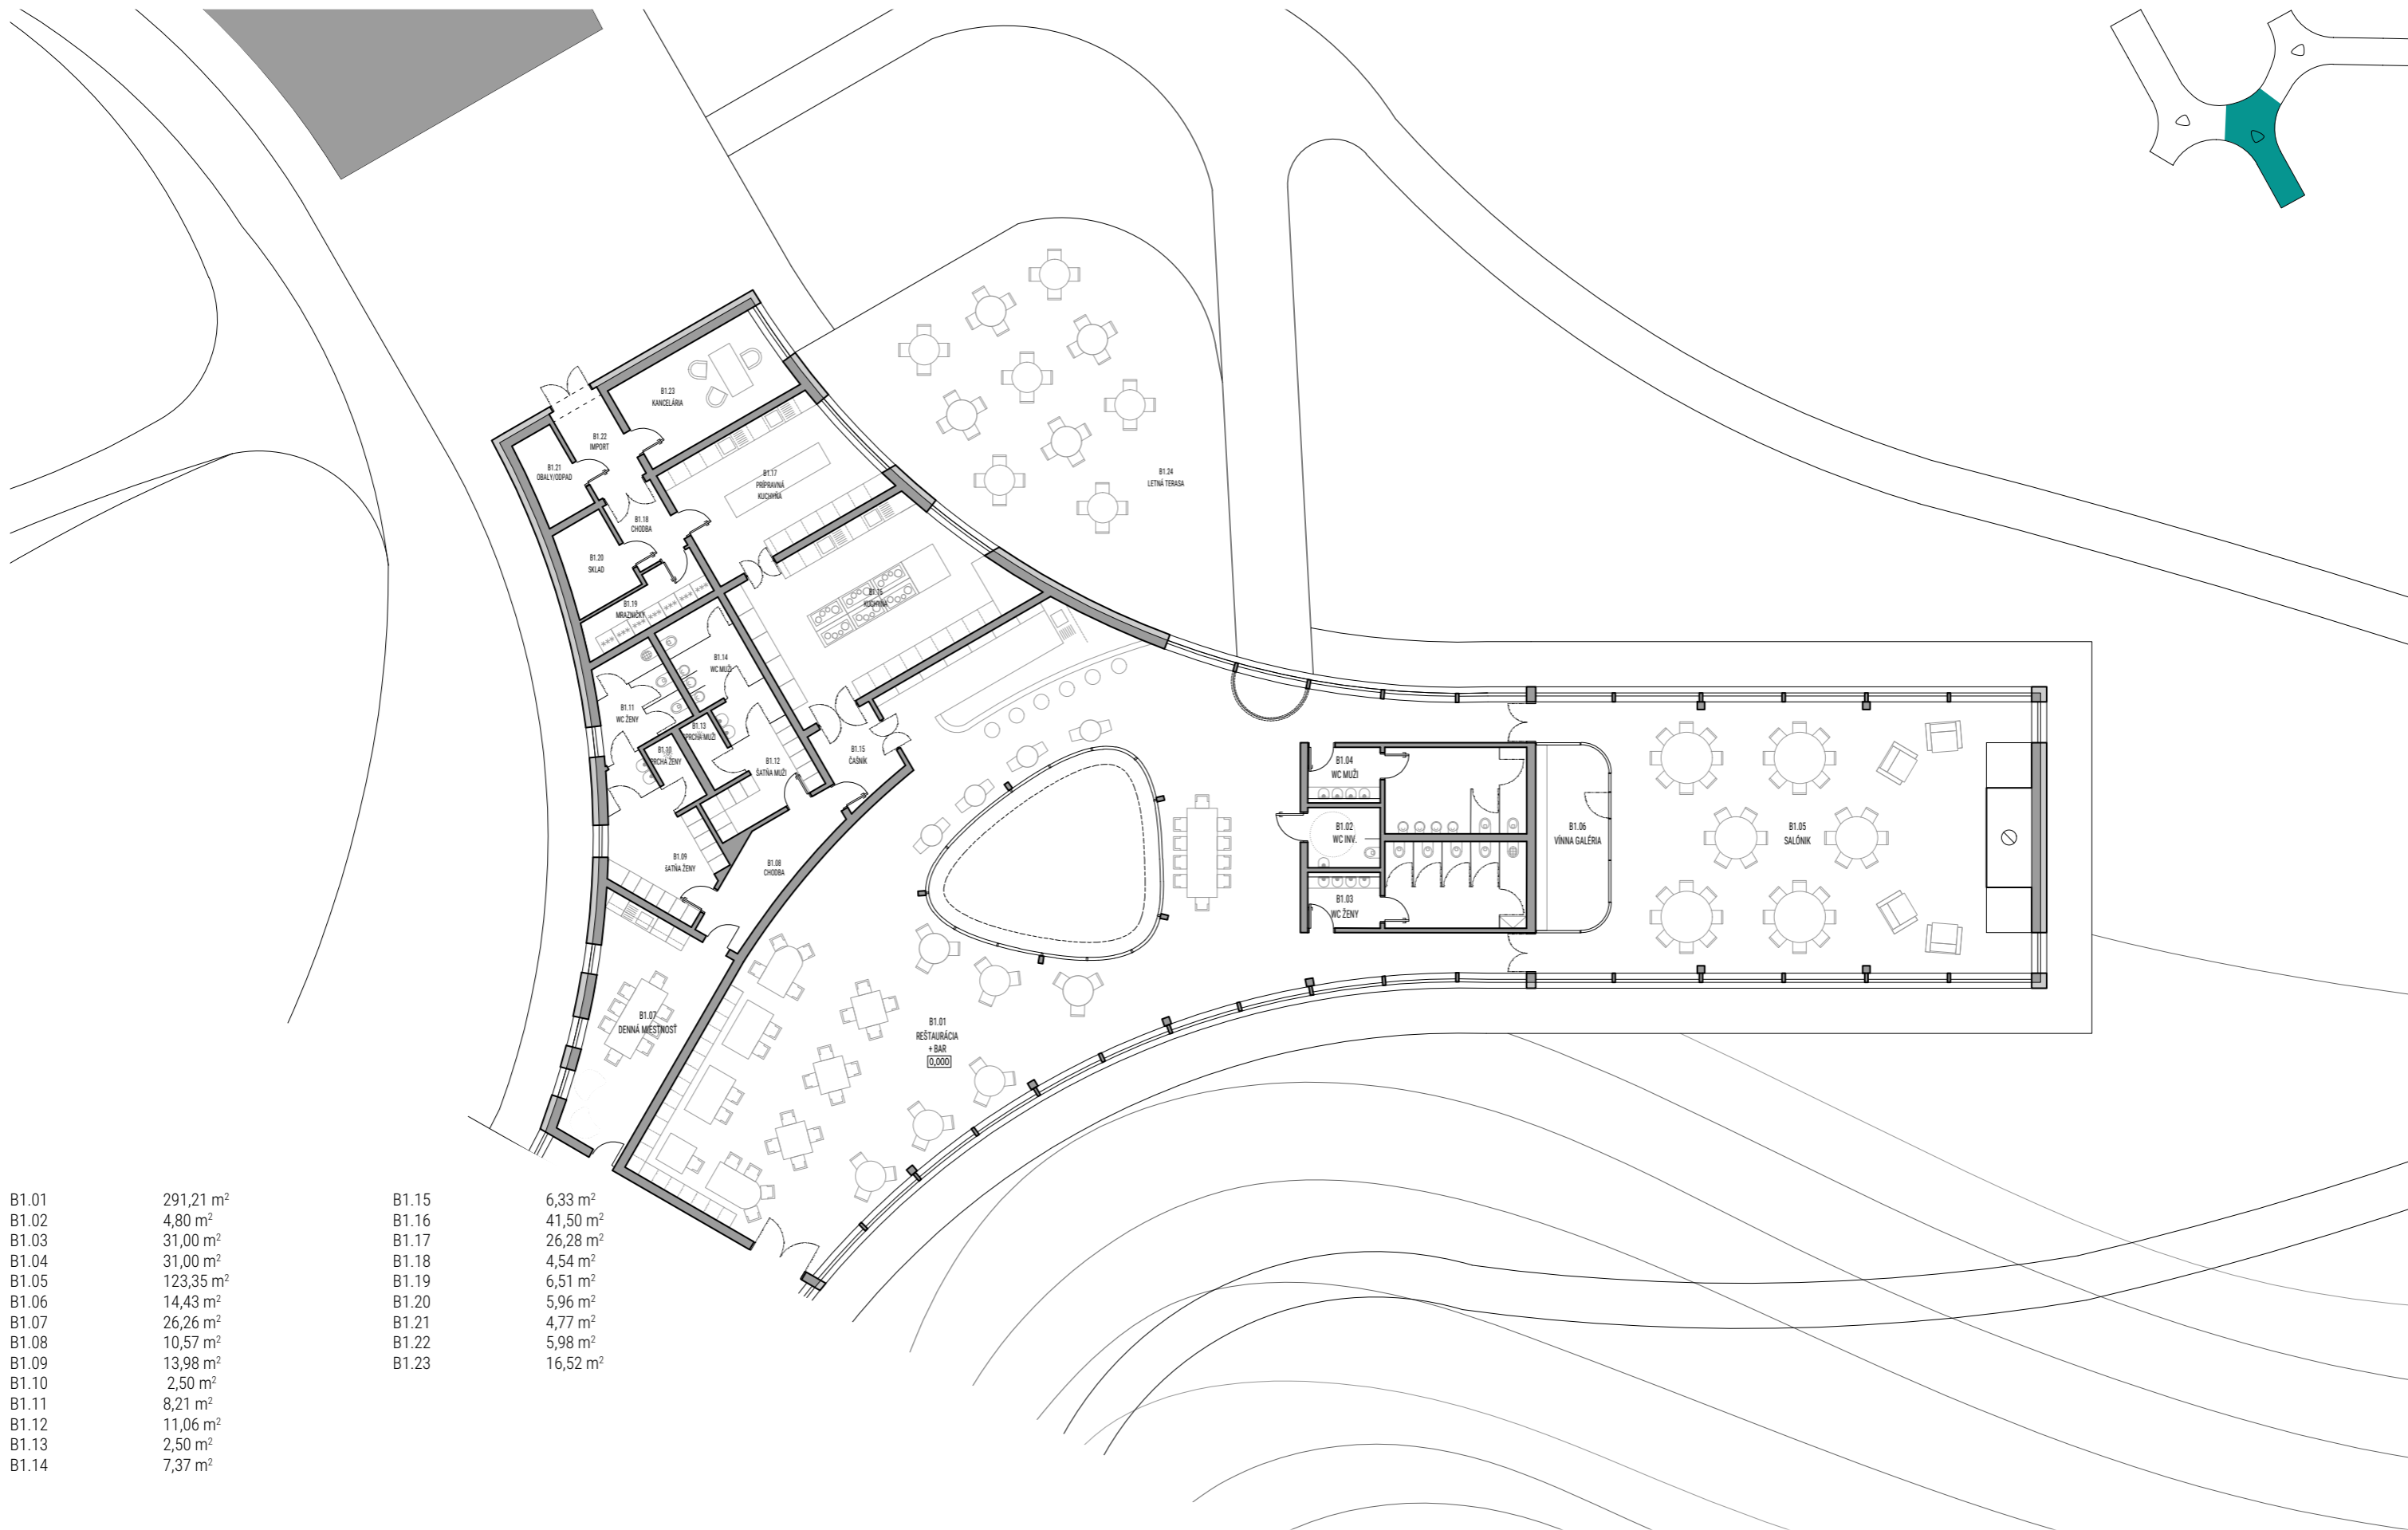 B1.23
KANCELÁRIA
B1.22
IMPORT
B1.21
OBALY/ODPAD
B1.17
PRÍPRAVNÁ
KUCHYŇA
B1.24
LETNÁ TERASA
B1.18
CHODBA
B1.20
SKLAD
B1.16
KUCHYŇA
B1.19
MRAZNIČKY
B1.14
WC MUŽI
B1.11
WC ŽENY
B1.13
SPRCHA MUŽI
B1.10
SPRCHA ŽENY
B1.15
ČAŠNÍK
B1.12
ŠATŇA MUŽI
B1.04
WC MUŽI
B1.02
WC INV.
B1.06
VÍNNA GALÉRIA
B1.05
SALÓNIK
B1.09
ŠATŇA ŽENY
B1.08
CHODBA
B1.03
WC ŽENY
B1.07
DENNÁ MIESTNOSŤ
B1.01
REŠTAURÁCIA
+ BAR
0,000
B1.01 291,21 m²
B1.02 4,80 m²
B1.03 31,00 m²
B1.04 31,00 m²
B1.05 123,35 m²
B1.06 14,43 m²
B1.07 26,26 m²
B1.08 10,57 m²
B1.09 13,98 m²
B1.10 2,50 m²
B1.11 8,21 m²
B1.12 11,06 m²
B1.13 2,50 m²
B1.14 7,37 m²
B1.15 6,33 m²
B1.16 41,50 m²
B1.17 26,28 m²
B1.18 4,54 m²
B1.19 6,51 m²
B1.20 5,96 m²
B1.21 4,77 m²
B1.22 5,98 m²
B1.23 16,52 m²